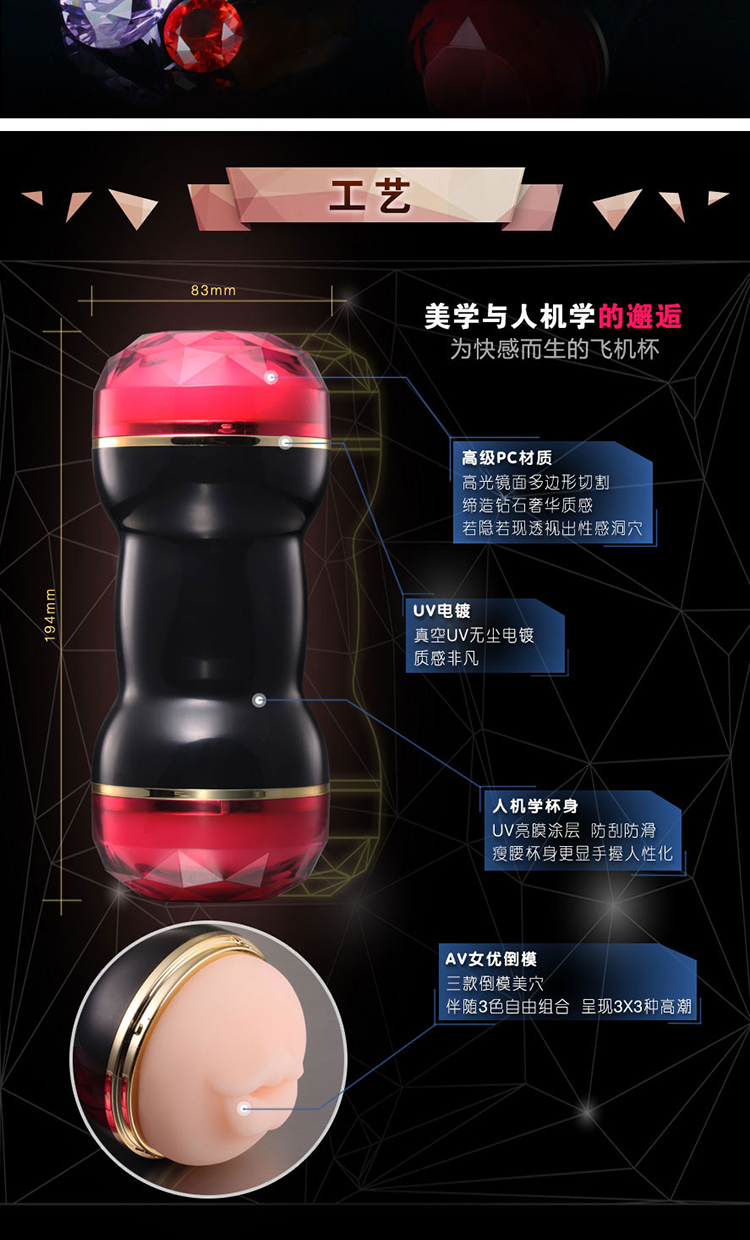 工艺
83mm
美学与人机学的邂逅
为快感而生的飞机杯
高级PC材质
高光镜面多边形切割
缔造钻石奢华质感
若隐若现透视出性感洞穴
UV电镀
真空UV无尘电镀
质感非凡
194mm
人机学杯身
UV亮膜涂层 防刮防滑
瘦腰杯身更显手握人性化
AV女优倒模
三款倒模美穴
伴随3色自由组合 呈现3X3种高潮